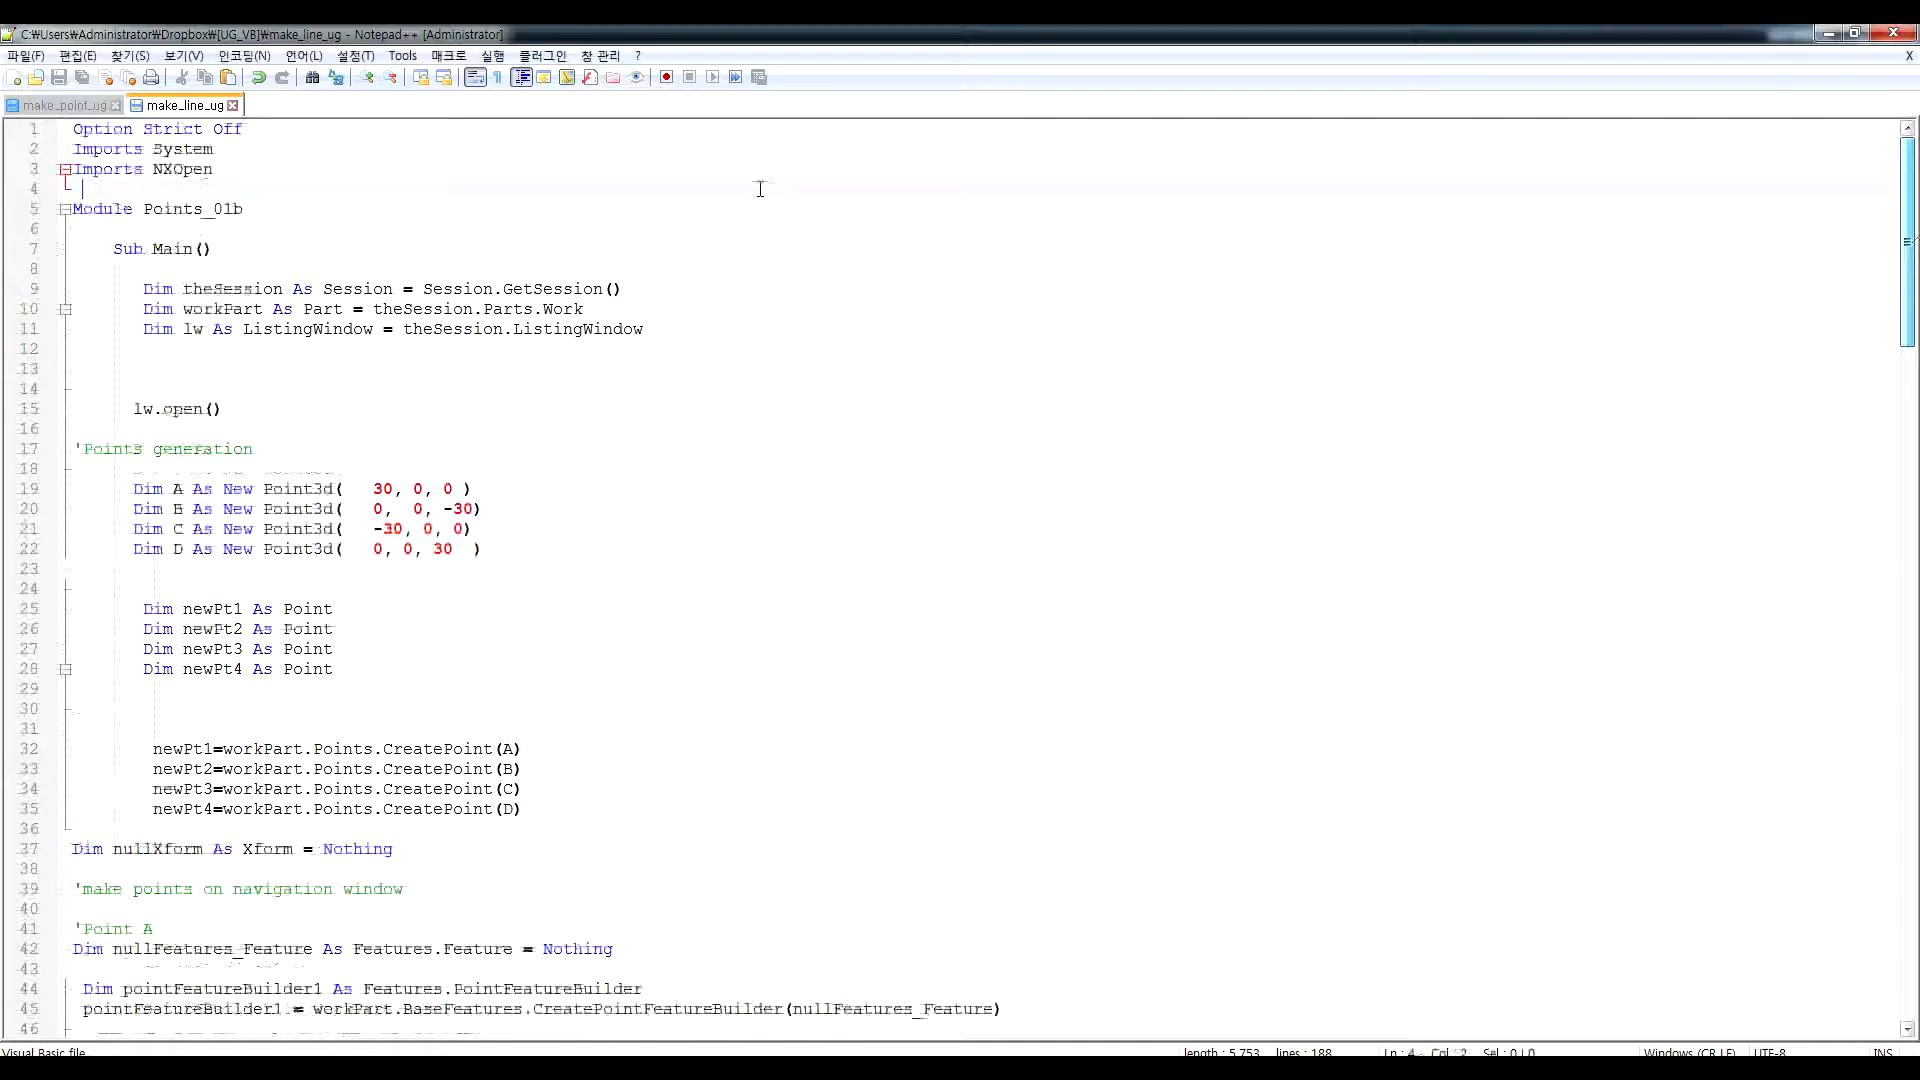 C:₩Users₩Administrator₩Dropbox₩[UG_VB]₩make_line_ug - Notepad++ [Administrator]
파일(F) 편집(E) 찾기(S) 보기(V) 인코딩(N) 언어(L) 설정(T) Tools 매크로 실행 플러그인 창 관리 ? X
make_point_ug make_line_ug
1 Option Strict Off
2 Imports System
3 Imports NXOpen
4
5 Module Points_01b
6
7 Sub Main()
8
9 Dim theSession As Session = Session.GetSession()
10 Dim workPart As Part = theSession.Parts.Work
11 Dim lw As ListingWindow = theSession.ListingWindow
12
13
14
15 lw.open()
16
17 'Points generation
18
19 Dim A As New Point3d( 30, 0, 0 )
20 Dim B As New Point3d( 0, 0, -30)
21 Dim C As New Point3d( -30, 0, 0)
22 Dim D As New Point3d( 0, 0, 30 )
23
24
25 Dim newPt1 As Point
26 Dim newPt2 As Point
27 Dim newPt3 As Point
28 Dim newPt4 As Point
29
30
31
32 newPt1=workPart.Points.CreatePoint(A)
33 newPt2=workPart.Points.CreatePoint(B)
34 newPt3=workPart.Points.CreatePoint(C)
35 newPt4=workPart.Points.CreatePoint(D)
36
37 Dim nullXform As Xform = Nothing
38
39 'make points on navigation window
40
41 'Point A
42 Dim nullFeatures_Feature As Features.Feature = Nothing
43
44 Dim pointFeatureBuilder1 As Features.PointFeatureBuilder
45 pointFeatureBuilder1 = workPart.BaseFeatures.CreatePointFeatureBuilder(nullFeatures_Feature)
46
Visual Basic file length : 5,753 lines : 188 Ln : 4 Col : 2 Sel : 0 | 0 Windows (CR LF) UTF-8 INS